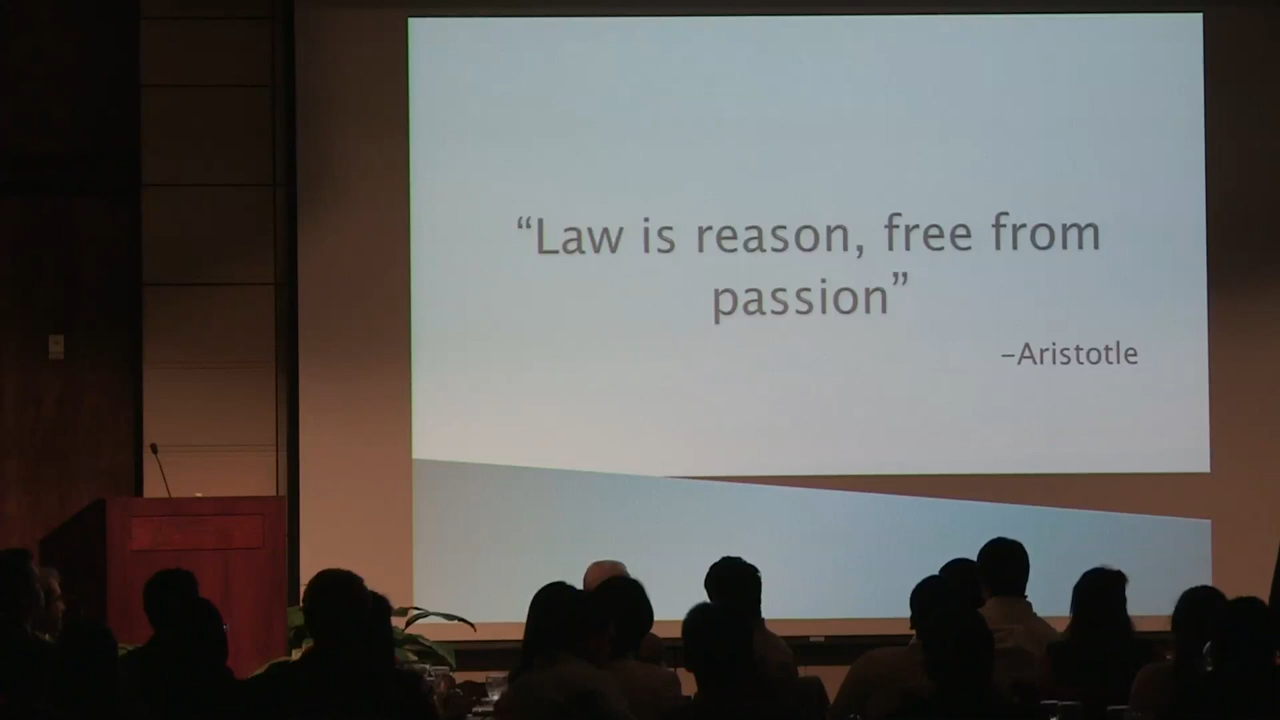 “Law is reason, free from
passion”
–Aristotle